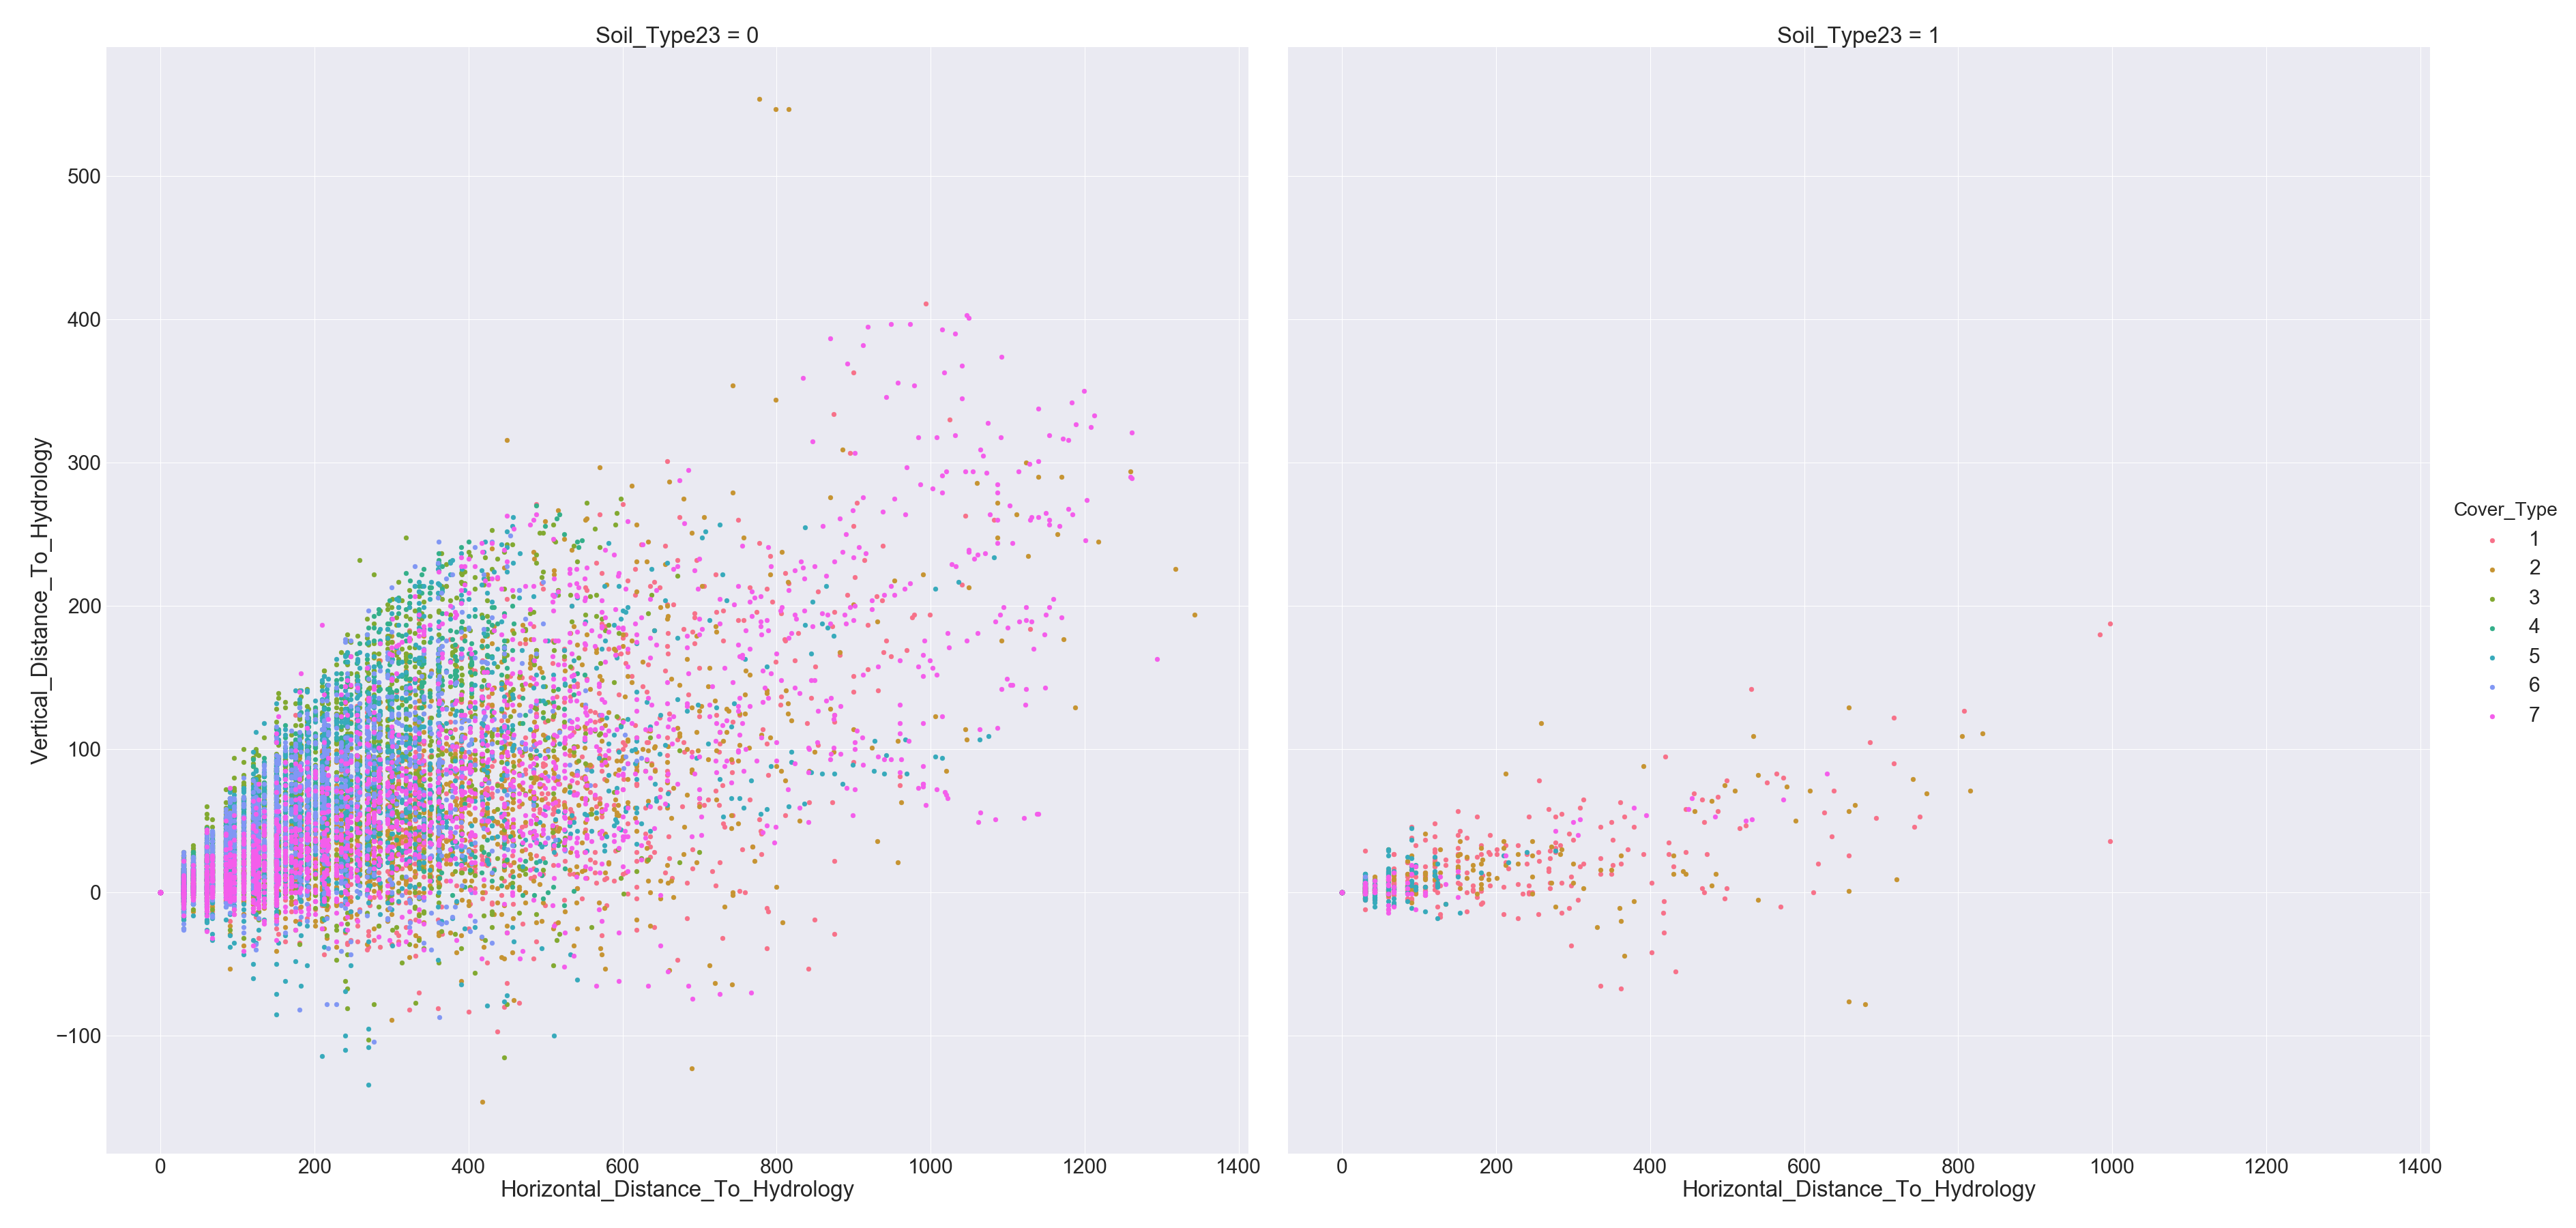 Soil_Type23 = 0
Soil_Type23 = 1
Vertical_Distance_To_Hydrology
500
400
300
200
100
0
−100
0 200 400 600 800 1000 1200 1400
0 200 400 600 800 1000 1200 1400
Horizontal_Distance_To_Hydrology
Horizontal_Distance_To_Hydrology
Cover_Type
1
2
3
4
5
6
7